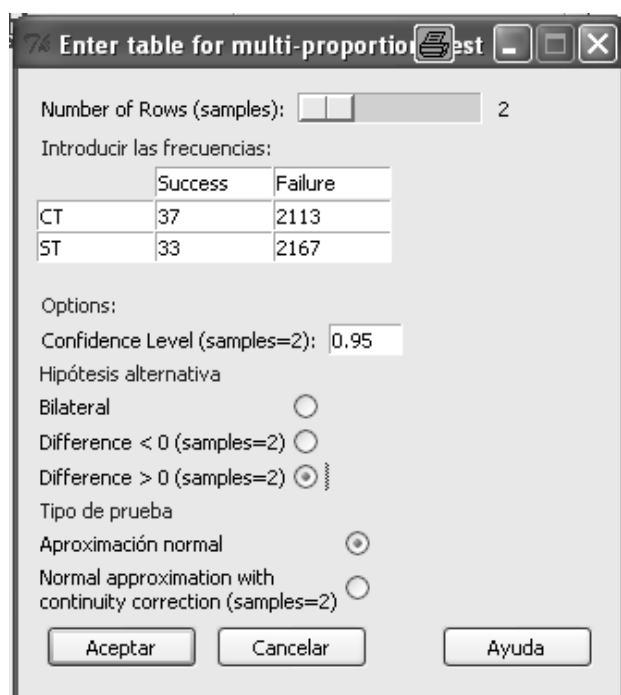 Enter table for multi-proportion est
Number of Rows (samples): 2
Introducir las frecuencias:
Success Failure
CT 37 2113
ST 33 2167
Options:
Confidence Level (samples=2): 0.95
Hipótesis alternativa
Bilateral
Difference < 0 (samples=2)
Difference > 0 (samples=2)
Tipo de prueba
Aproximación normal
Normal approximation with
continuity correction (samples=2)
Aceptar Cancelar Ayuda